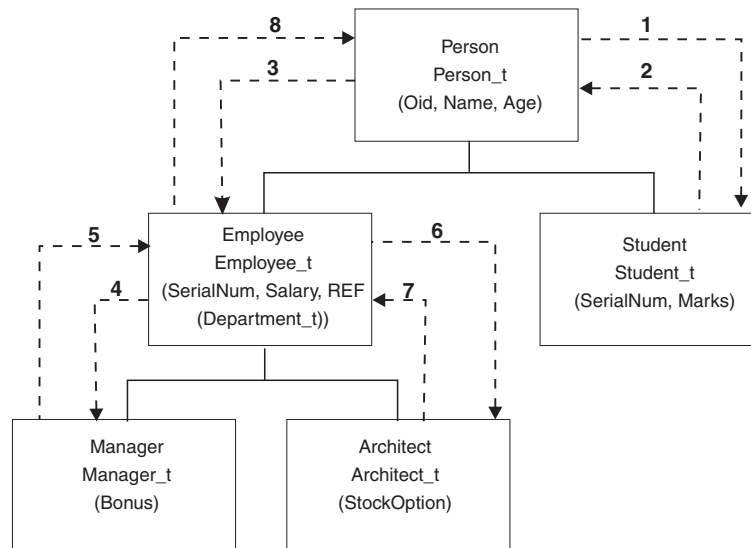 8
1
Person
3
Person_t
2
(Oid, Name, Age)
5
Employee
6
Student
Employee_t
Student_t
4
(SerialNum, Salary, REF
7
(SerialNum, Marks)
(Department_t))
Manager
Architect
Manager_t
Architect_t
(Bonus)
(StockOption)